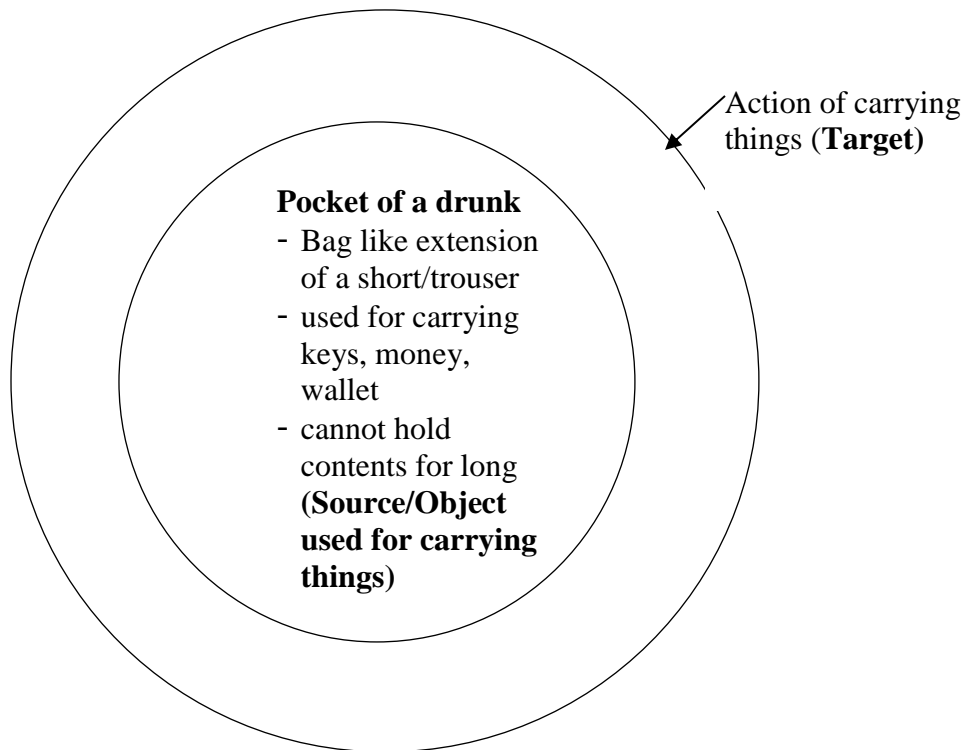 Action of carrying
things (Target)
Pocket of a drunk
- Bag like extension
of a short/trouser
- used for carrying
keys, money,
wallet
- cannot hold
contents for long
(Source/Object
used for carrying
things)